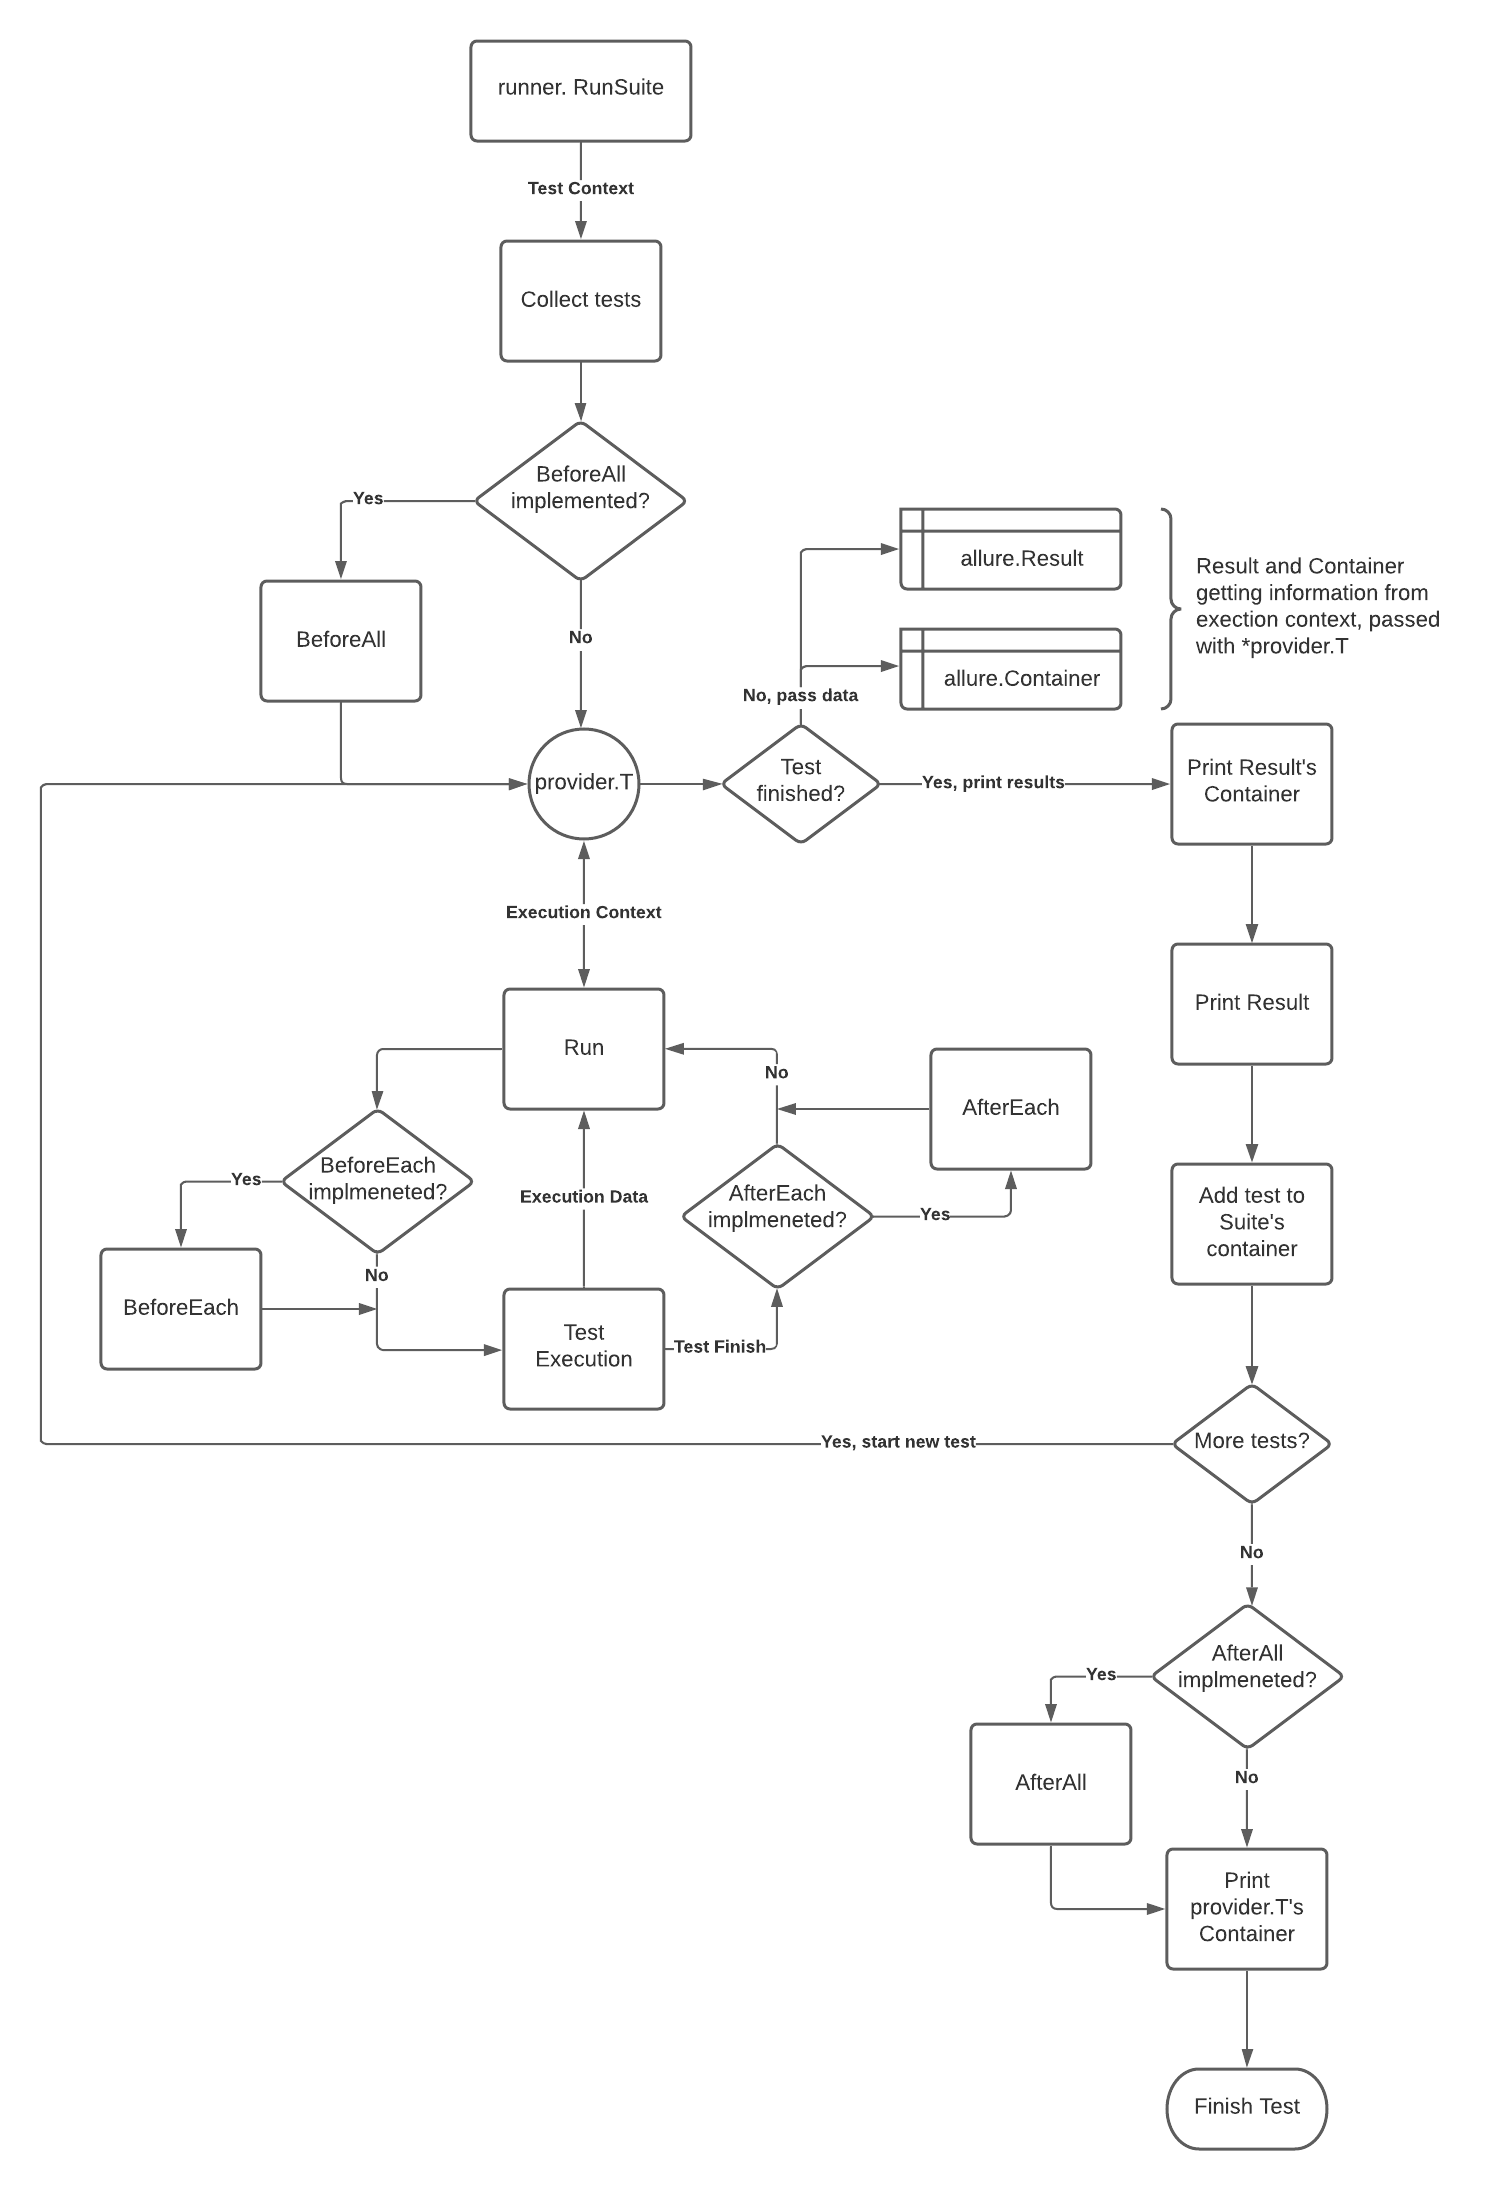 runner. RunSuite
Test Context
Collect tests
BeforeAll
implemented?
Yes
BeforeAll
No
allure.Result
allure.Container
Result and Container
getting information from
exection context, passed
with *provider.T
No, pass data
provider.T
Test
finished?
Yes, print results
Print Result's
Container
Execution Context
Print Result
Run
No
AfterEach
BeforeEach
implmeneted?
Yes
Execution Data
AfterEach
implmeneted?
Yes
Add test to
Suite's
container
No
BeforeEach
Test
Execution
Test Finish
Yes, start new test
More tests?
No
AfterAll
implmeneted?
Yes
AfterAll
No
Print
provider.T's
Container
Finish Test